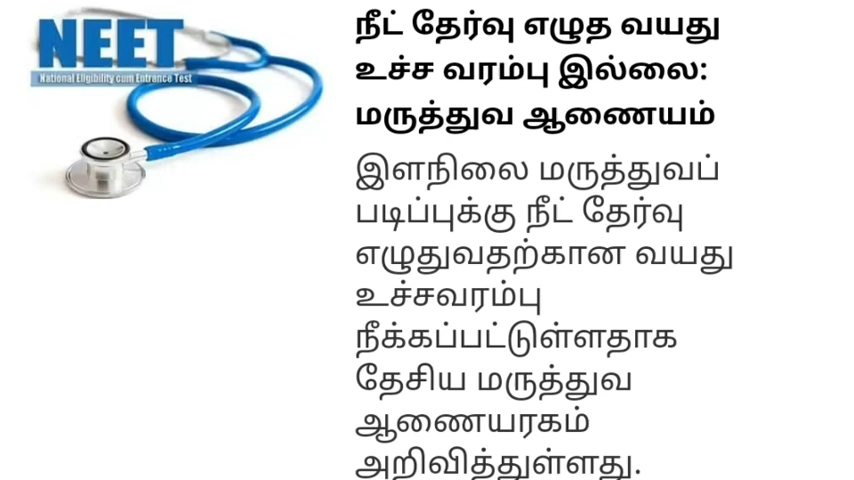 NEET
National Eligibility cum Entrance Test
நீட் தேர்வு எழுத வயது
உச்ச வரம்பு இல்லை:
மருத்துவ ஆணையம்
இளநிலை மருத்துவப்
படிப்புக்கு நீட் தேர்வு
எழுதுவதற்கான வயது
உச்சவரம்பு
நீக்கப்பட்டுள்ளதாக
தேசிய மருத்துவ
ஆணையரகம்
அறிவித்துள்ளது.